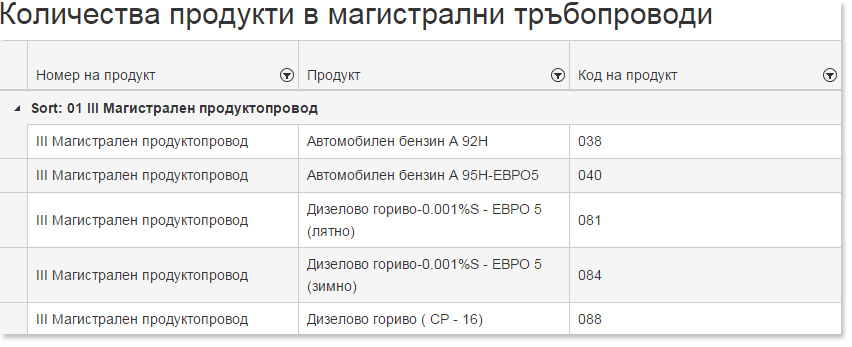 Количества продукти в магистрални тръбопроводи
Номер на продукт Продукт Код на продукт
Sort: 01 III Магистрален продуктопровод
III Магистрален продуктопровод Автомобилен бензин А 92Н 038
III Магистрален продуктопровод Автомобилен бензин А 95Н-ЕВРО5 040
III Магистрален продуктопровод Дизелово гориво-0.001%S - ЕВРО 5 (лятно) 081
III Магистрален продуктопровод Дизелово гориво-0.001%S - ЕВРО 5 (зимно) 084
III Магистрален продуктопровод Дизелово гориво ( СР - 16) 088